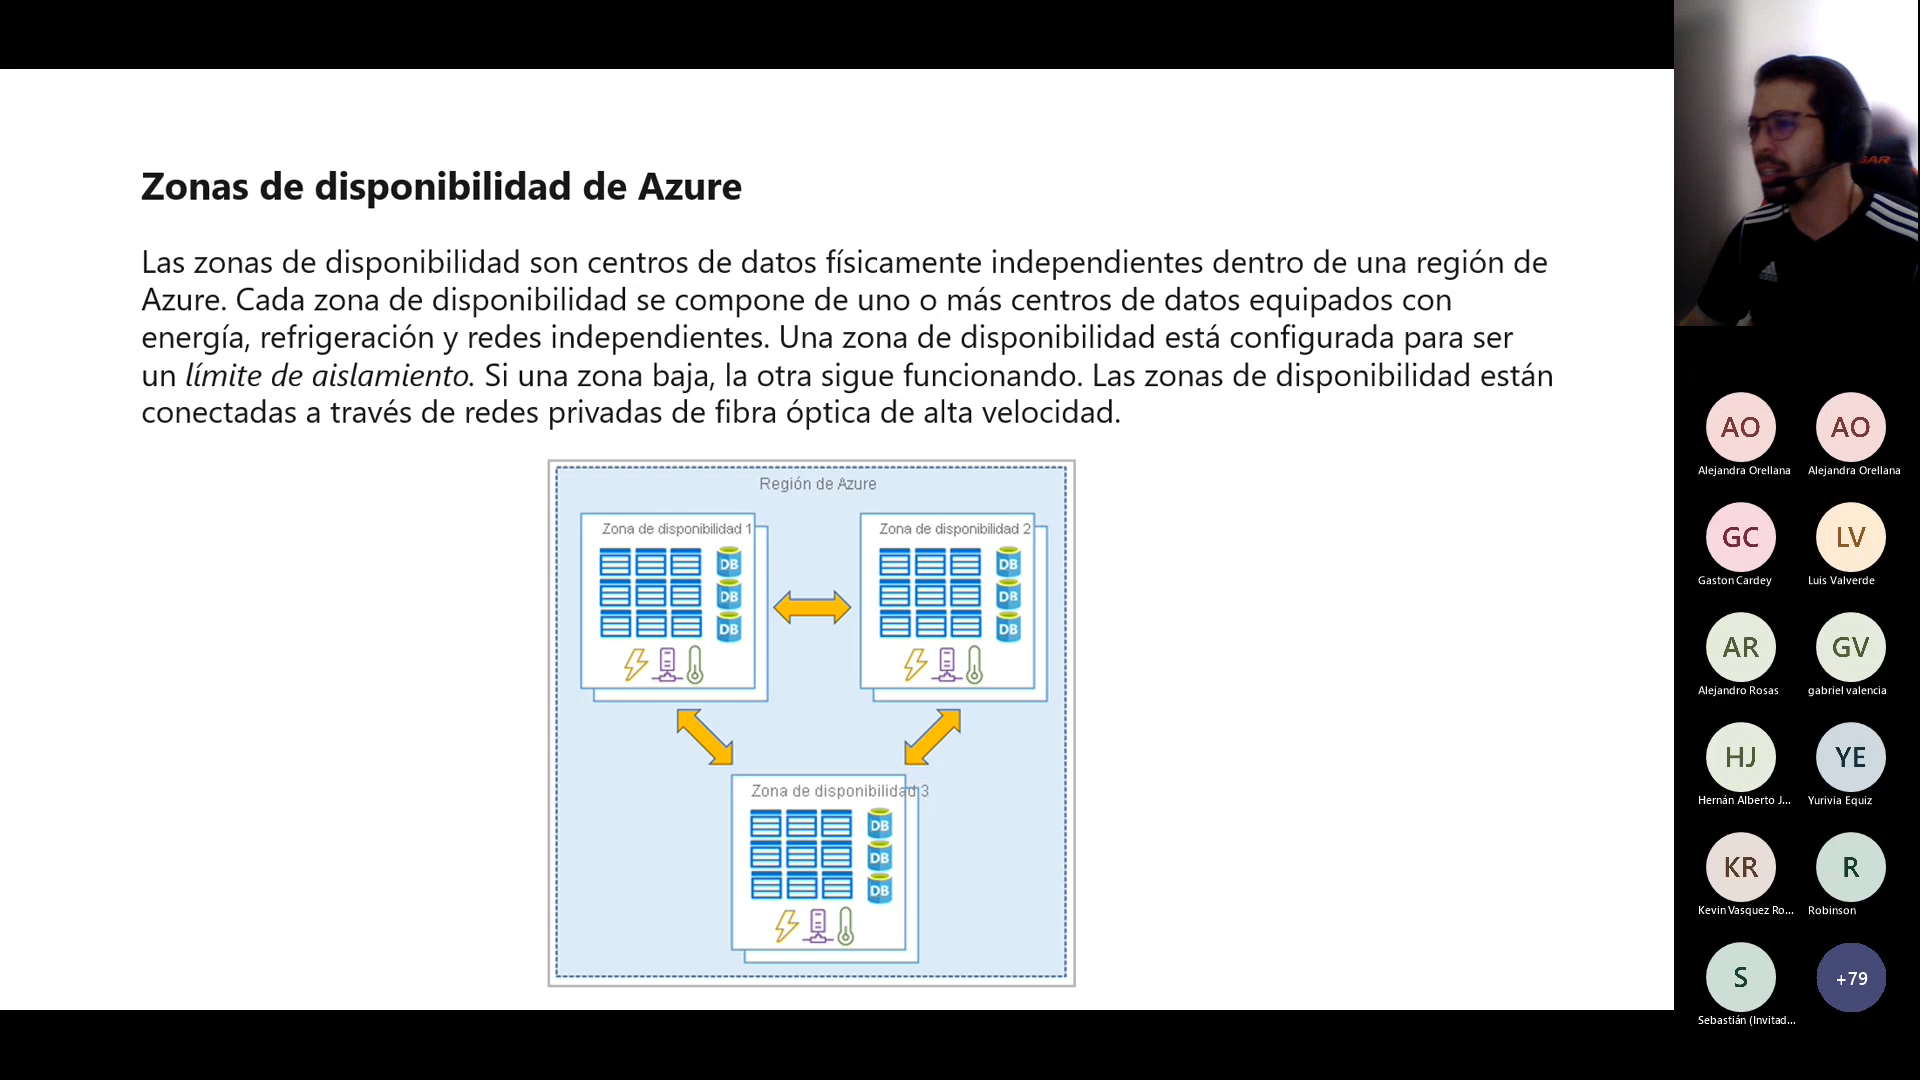 Zonas de disponibilidad de Azure
Las zonas de disponibilidad son centros de datos físicamente independientes dentro de una región de
Azure. Cada zona de disponibilidad se compone de uno o más centros de datos equipados con
energía, refrigeración y redes independientes. Una zona de disponibilidad está configurada para ser
un límite de aislamiento. Si una zona baja, la otra sigue funcionando. Las zonas de disponibilidad están
conectadas a través de redes privadas de fibra óptica de alta velocidad.
Región de Azure
Zona de disponibilidad 1
DB
DB
DB
Zona de disponibilidad 2
DB
DB
DB
Zona de disponibilidad 3
DB
DB
DB
AO
Alejandra Orellana
AO
Alejandra Orellana
GC
Gaston Cardey
LV
Luis Valverde
AR
Alejandro Rosas
GV
gabriel valencia
HJ
Hernán Alberto J...
YE
Yurivia Equiz
KR
Kevin Vasquez Ro...
R
Robinson
S
Sebastián (Invitad...
+79